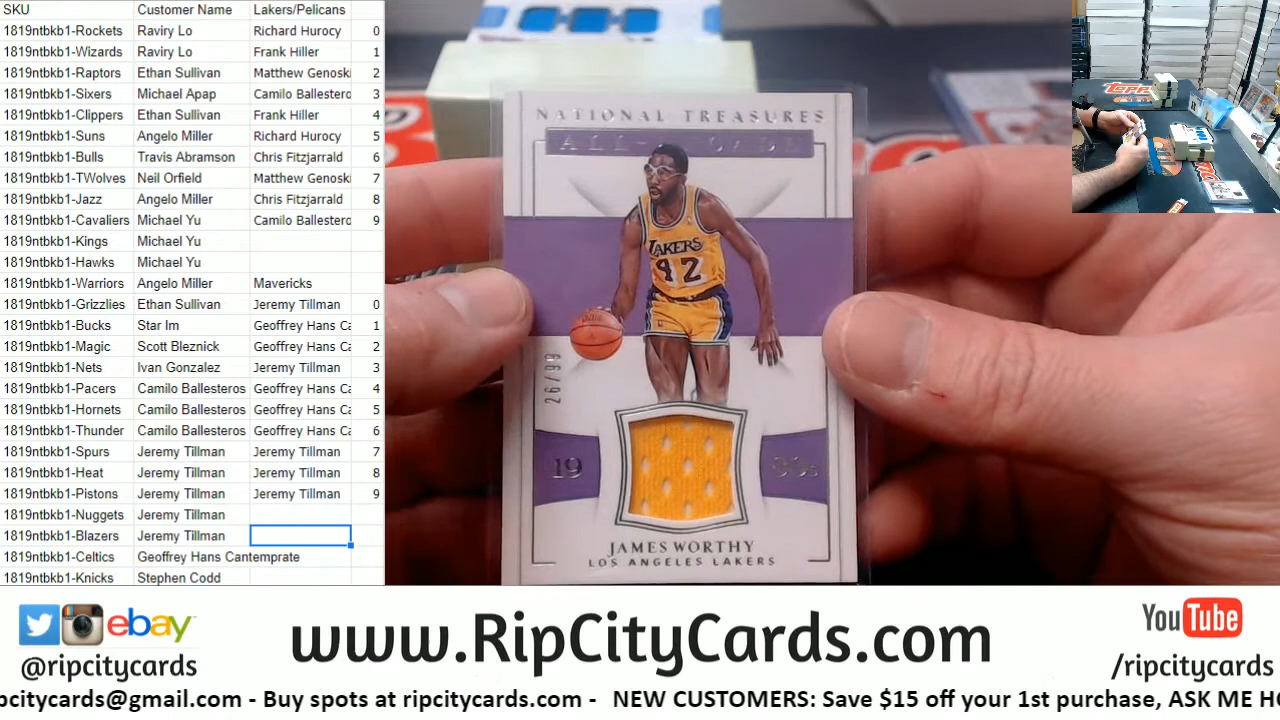 SKU Customer Name Lakers/Pelicans
1819ntbkb1-Rockets Raviry Lo Richard Hurocy 0
1819ntbkb1-Wizards Raviry Lo Frank Hiller 1
1819ntbkb1-Raptors Ethan Sullivan Matthew Genoski 2
1819ntbkb1-Sixers Michael Apap Camilo Ballestero 3
1819ntbkb1-Clippers Ethan Sullivan Frank Hiller 4
1819ntbkb1-Suns Angelo Miller Richard Hurocy 5
1819ntbkb1-Bulls Travis Abramson Chris Fitzjarrald 6
1819ntbkb1-TWolves Neil Orfield Matthew Genoski 7
1819ntbkb1-Jazz Angelo Miller Chris Fitzjarrald 8
1819ntbkb1-Cavaliers Michael Yu Camilo Ballestero 9
1819ntbkb1-Kings Michael Yu
1819ntbkb1-Hawks Michael Yu
1819ntbkb1-Warriors Angelo Miller Mavericks
1819ntbkb1-Grizzlies Ethan Sullivan Jeremy Tillman 0
1819ntbkb1-Bucks Star Im Geoffrey Hans Ca 1
1819ntbkb1-Magic Scott Bleznick Geoffrey Hans Ca 2
1819ntbkb1-Nets Ivan Gonzalez Jeremy Tillman 3
1819ntbkb1-Pacers Camilo Ballesteros Geoffrey Hans Ca 4
1819ntbkb1-Hornets Camilo Ballesteros Geoffrey Hans Ca 5
1819ntbkb1-Thunder Camilo Ballesteros Geoffrey Hans Ca 6
1819ntbkb1-Spurs Jeremy Tillman Jeremy Tillman 7
1819ntbkb1-Heat Jeremy Tillman Jeremy Tillman 8
1819ntbkb1-Pistons Jeremy Tillman Jeremy Tillman 9
1819ntbkb1-Nuggets Jeremy Tillman
1819ntbkb1-Blazers Jeremy Tillman
1819ntbkb1-Celtics Geoffrey Hans Cantemprate
1819ntbkb1-Knicks Stephen Codd
NATIONAL TREASURES
LAKERS
42
26/99
19 90s
JAMES WORTHY
LOS ANGELES LAKERS
ebay
@ripcitycards
www.RipCityCards.com
YouTube
/ripcitycards
pcitycards@gmail.com - Buy spots at ripcitycards.com - NEW CUSTOMERS: Save $15 off your 1st purchase, ASK ME HO